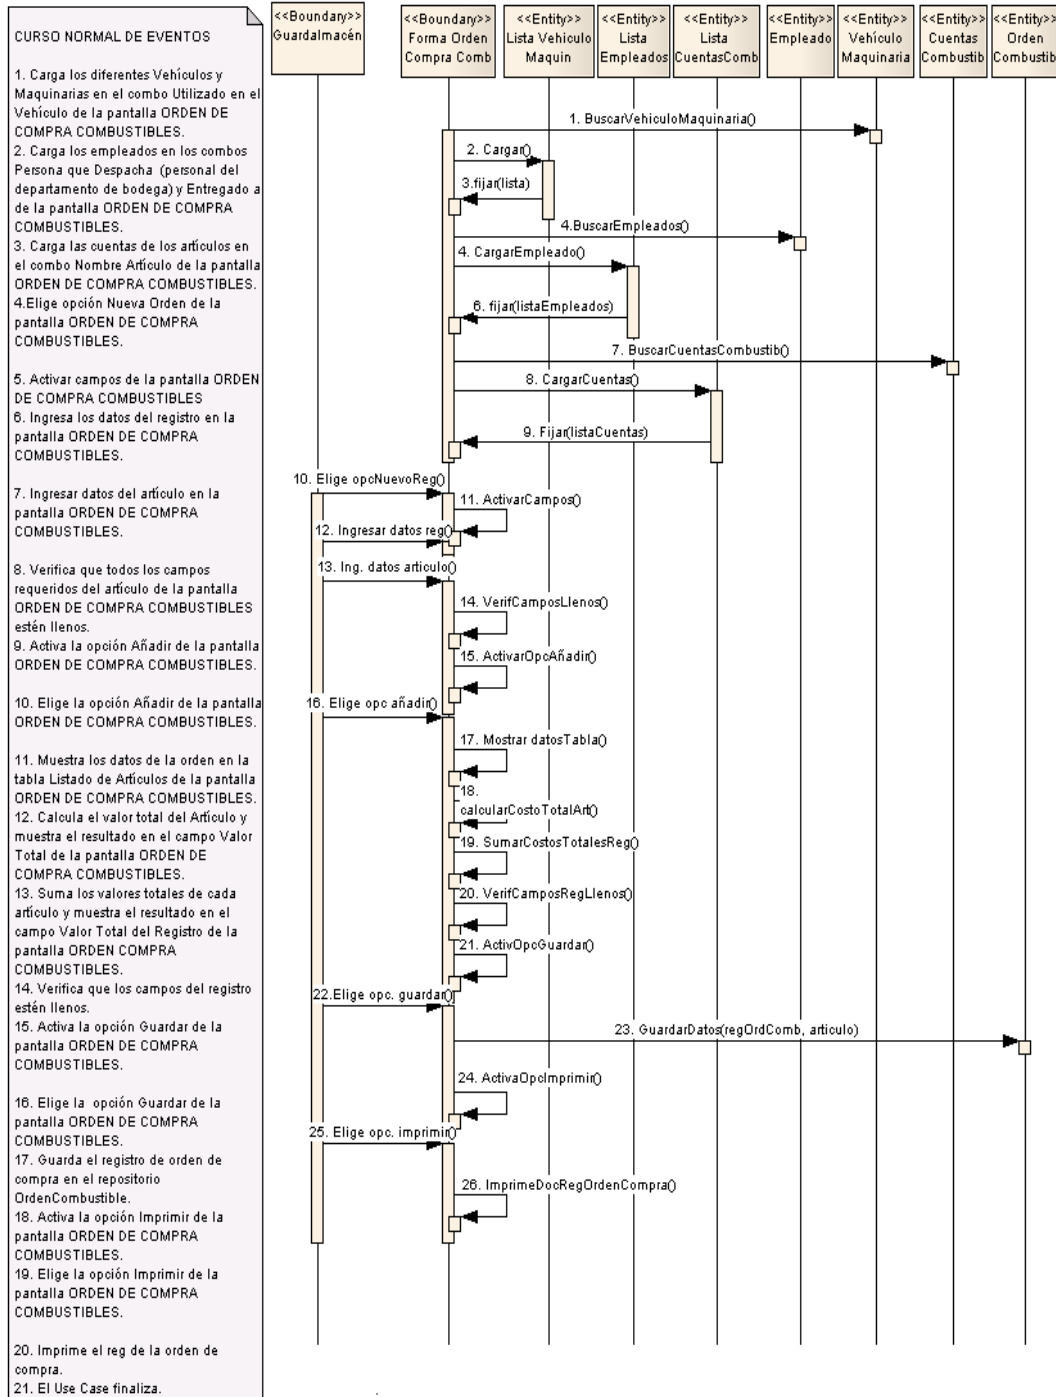 CURSO NORMAL DE EVENTOS
1. Carga los diferentes Vehículos y
Maquinarias en el combo Utilizado en el
Vehículo de la pantalla ORDEN DE
COMPRA COMBUSTIBLES.
2. Carga los empleados en los combos
Persona que Despacha (personal del
departamento de bodega) y Entregado a
de la pantalla ORDEN DE COMPRA
COMBUSTIBLES.
3. Carga las cuentas de los artículos en
el combo Nombre Artículo de la pantalla
ORDEN DE COMPRA COMBUSTIBLES.
4.Elige opción Nueva Orden de la
pantalla ORDEN DE COMPRA
COMBUSTIBLES.
5. Activar campos de la pantalla ORDEN
DE COMPRA COMBUSTIBLES
6. Ingresa los datos del registro en la
pantalla ORDEN DE COMPRA
COMBUSTIBLES.
7. Ingresar datos del artículo en la
pantalla ORDEN DE COMPRA
COMBUSTIBLES.
8. Verifica que todos los campos
requeridos del artículo de la pantalla
ORDEN DE COMPRA COMBUSTIBLES
estén llenos.
9. Activa la opción Añadir de la pantalla
ORDEN DE COMPRA COMBUSTIBLES.
10. Elige la opción Añadir de la pantalla
ORDEN DE COMPRA COMBUSTIBLES.
11. Muestra los datos de la orden en la
tabla Listado de Artículos de la pantalla
ORDEN DE COMPRA COMBUSTIBLES.
12. Calcula el valor total del Artículo y
muestra el resultado en el campo Valor
Total de la pantalla ORDEN DE
COMPRA COMBUSTIBLES.
13. Suma los valores totales de cada
artículo y muestra el resultado en el
campo Valor Total del Registro de la
pantalla ORDEN COMPRA
COMBUSTIBLES.
14. Verifica que los campos del registro
estén llenos.
15. Activa la opción Guardar de la
pantalla ORDEN DE COMPRA
COMBUSTIBLES.
16. Elige la opción Guardar de la
pantalla ORDEN DE COMPRA
COMBUSTIBLES.
17. Guarda el registro de orden de
compra en el repositorio
OrdenCombustible.
18. Activa la opción Imprimir de la
pantalla ORDEN DE COMPRA
COMBUSTIBLES.
19. Elige la opción Imprimir de la
pantalla ORDEN DE COMPRA
COMBUSTIBLES.
20. Imprime el reg de la orden de
compra.
21. El Use Case finaliza.
<<Boundary>>
Guardalmacén
<<Boundary>>
Forma Orden
Compra Comb
<<Entity>>
Lista Vehiculo
Maquin
<<Entity>>
Lista
Empleados
<<Entity>>
Lista
CuentasComb
<<Entity>>
Empleado
<<Entity>>
Vehículo
Maquinaria
<<Entity>>
Cuentas
Combustib
<<Entity>>
Orden
Combustib
1. BuscarVehiculoMaquinaria()
2. Cargar()
3.fijar(lista)
4.BuscarEmpleados()
4. CargarEmpleado()
6. fijar(listaEmpleados)
7. BuscarCuentasCombustib()
8. CargarCuentas()
9. Fijar(listaCuentas)
10. Elige opcNuevoReg()
11. ActivarCampos()
12. Ingresar datos reg()
13. Ing. datos articulo()
14. VerifCamposLlenos()
15. ActivarOpcAñadir()
16. Elige opc añadir()
17. Mostrar datosTabla()
18.
calcularCostoTotalArt()
19. SumarCostosTotalesReg()
20. VerifCamposRegLlenos()
21. ActivOpcGuardar()
22.Elige opc. guardar()
23. GuardarDatos(regOrdComb, articulo)
24. ActivaOpcImprimir()
25. Elige opc. imprimir()
26. ImprimeDocRegOrdenCompra()